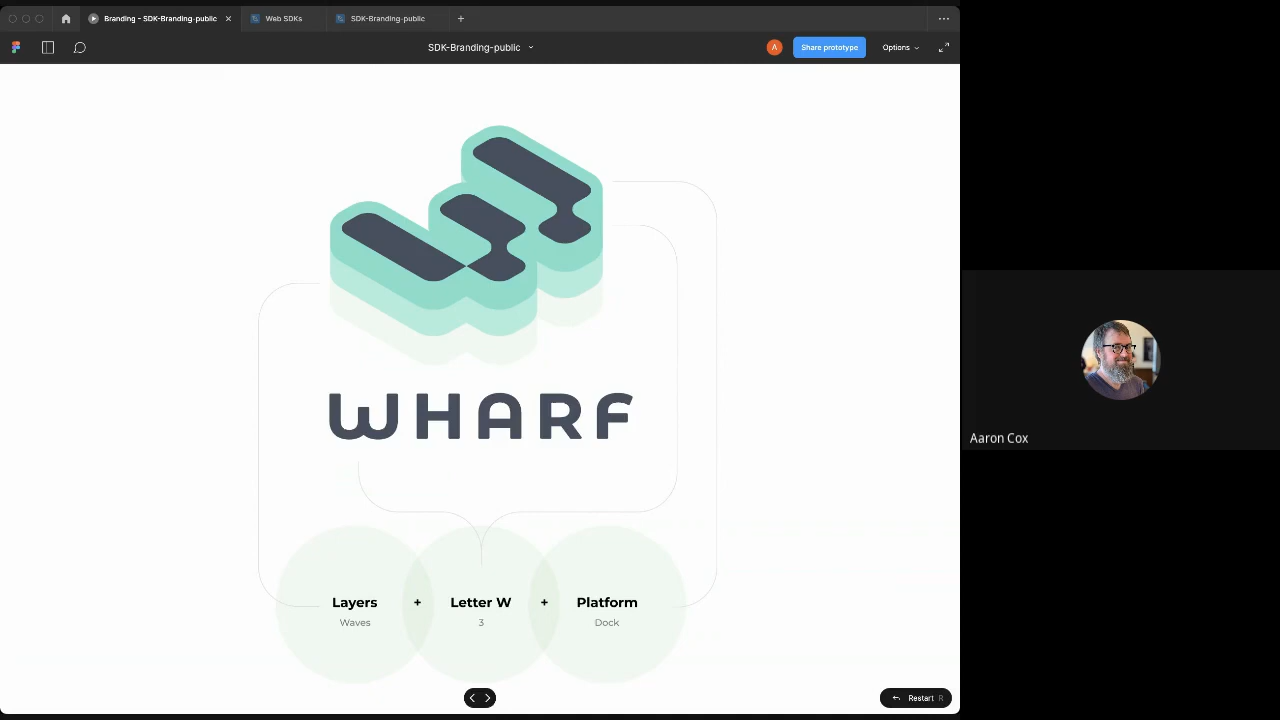 Branding - SDK-Branding-public
Web SDKs
SDK-Branding-public
SDK-Branding-public
A
Share prototype
Options
WHARF
Layers + Letter W + Platform
Waves 3 Dock
Restart R
Aaron Cox